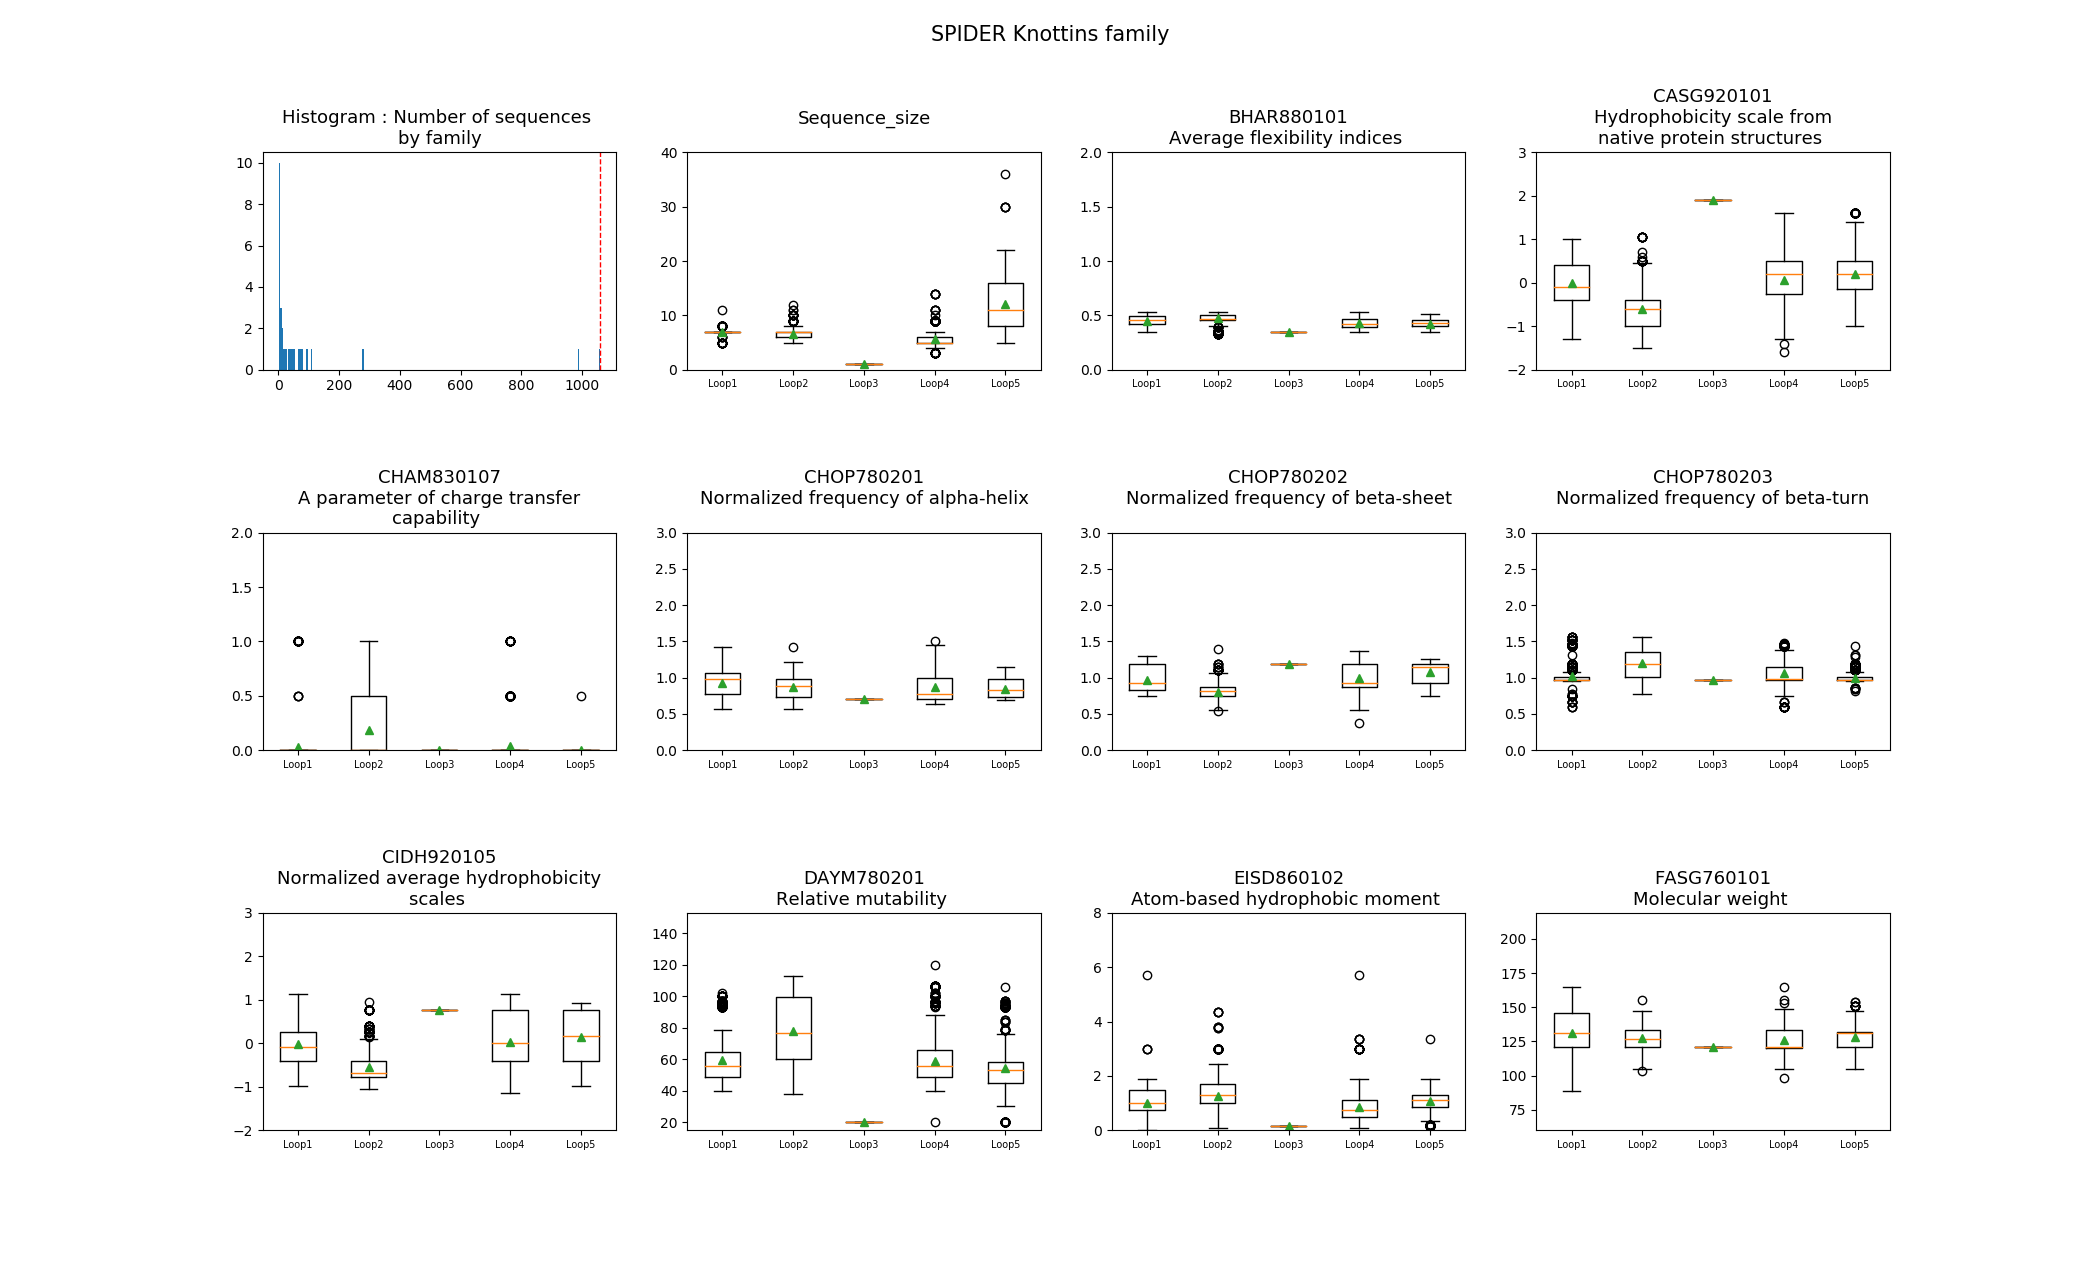 SPIDER Knottins family
Histogram : Number of sequences
by family
10
8
6
4
2
0
0 200 400 600 800 1000
Sequence_size
40
30
20
10
0
Loop1 Loop2 Loop3 Loop4 Loop5
BHAR880101
Average flexibility indices
2.0
1.5
1.0
0.5
0.0
Loop1 Loop2 Loop3 Loop4 Loop5
CASG920101
Hydrophobicity scale from
native protein structures
3
2
1
0
−1
−2
Loop1 Loop2 Loop3 Loop4 Loop5
CHAM830107
A parameter of charge transfer
capability
2.0
1.5
1.0
0.5
0.0
Loop1 Loop2 Loop3 Loop4 Loop5
CHOP780201
Normalized frequency of alpha-helix
3.0
2.5
2.0
1.5
1.0
0.5
0.0
Loop1 Loop2 Loop3 Loop4 Loop5
CHOP780202
Normalized frequency of beta-sheet
3.0
2.5
2.0
1.5
1.0
0.5
0.0
Loop1 Loop2 Loop3 Loop4 Loop5
CHOP780203
Normalized frequency of beta-turn
3.0
2.5
2.0
1.5
1.0
0.5
0.0
Loop1 Loop2 Loop3 Loop4 Loop5
CIDH920105
Normalized average hydrophobicity
scales
3
2
1
0
−1
−2
Loop1 Loop2 Loop3 Loop4 Loop5
DAYM780201
Relative mutability
140
120
100
80
60
40
20
Loop1 Loop2 Loop3 Loop4 Loop5
EISD860102
Atom-based hydrophobic moment
8
6
4
2
0
Loop1 Loop2 Loop3 Loop4 Loop5
FASG760101
Molecular weight
200
175
150
125
100
75
Loop1 Loop2 Loop3 Loop4 Loop5